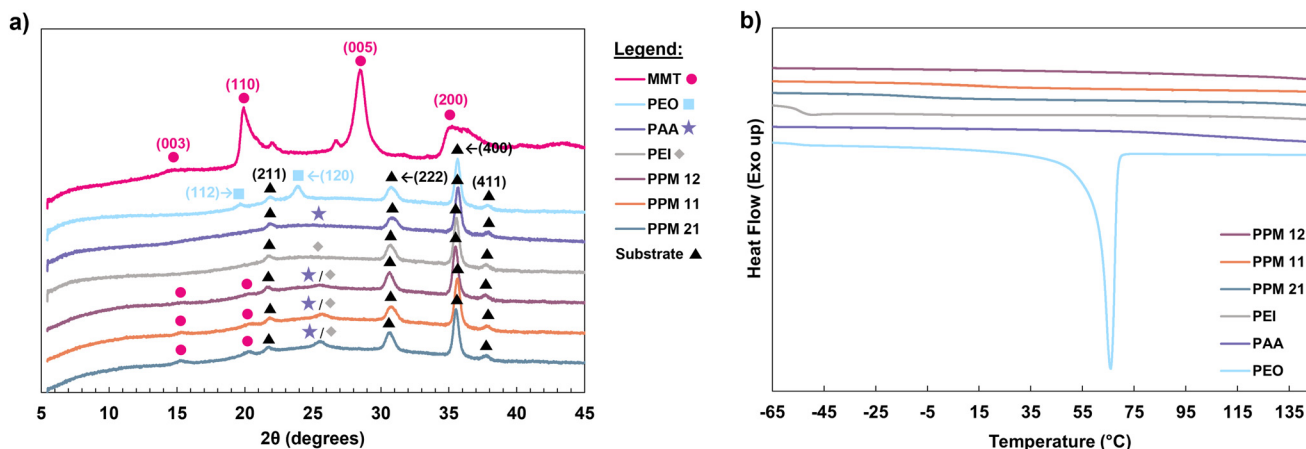 a)
(005)
(110)
(003)
(200)
←(400)
(112)→
(211)
←(120)
←(222)
(411)
/
/
/
5
10
15
20
25
30
35
40
45
2θ (degrees)
Legend:
MMT
PEO
PAA
PEI
PPM 12
PPM 11
PPM 21
Substrate
b)
Heat Flow (Exo up)
PPM 12
PPM 11
PPM 21
PEI
PAA
PEO
-65
-45
-25
-5
15
35
55
75
95
115
135
Temperature (°C)